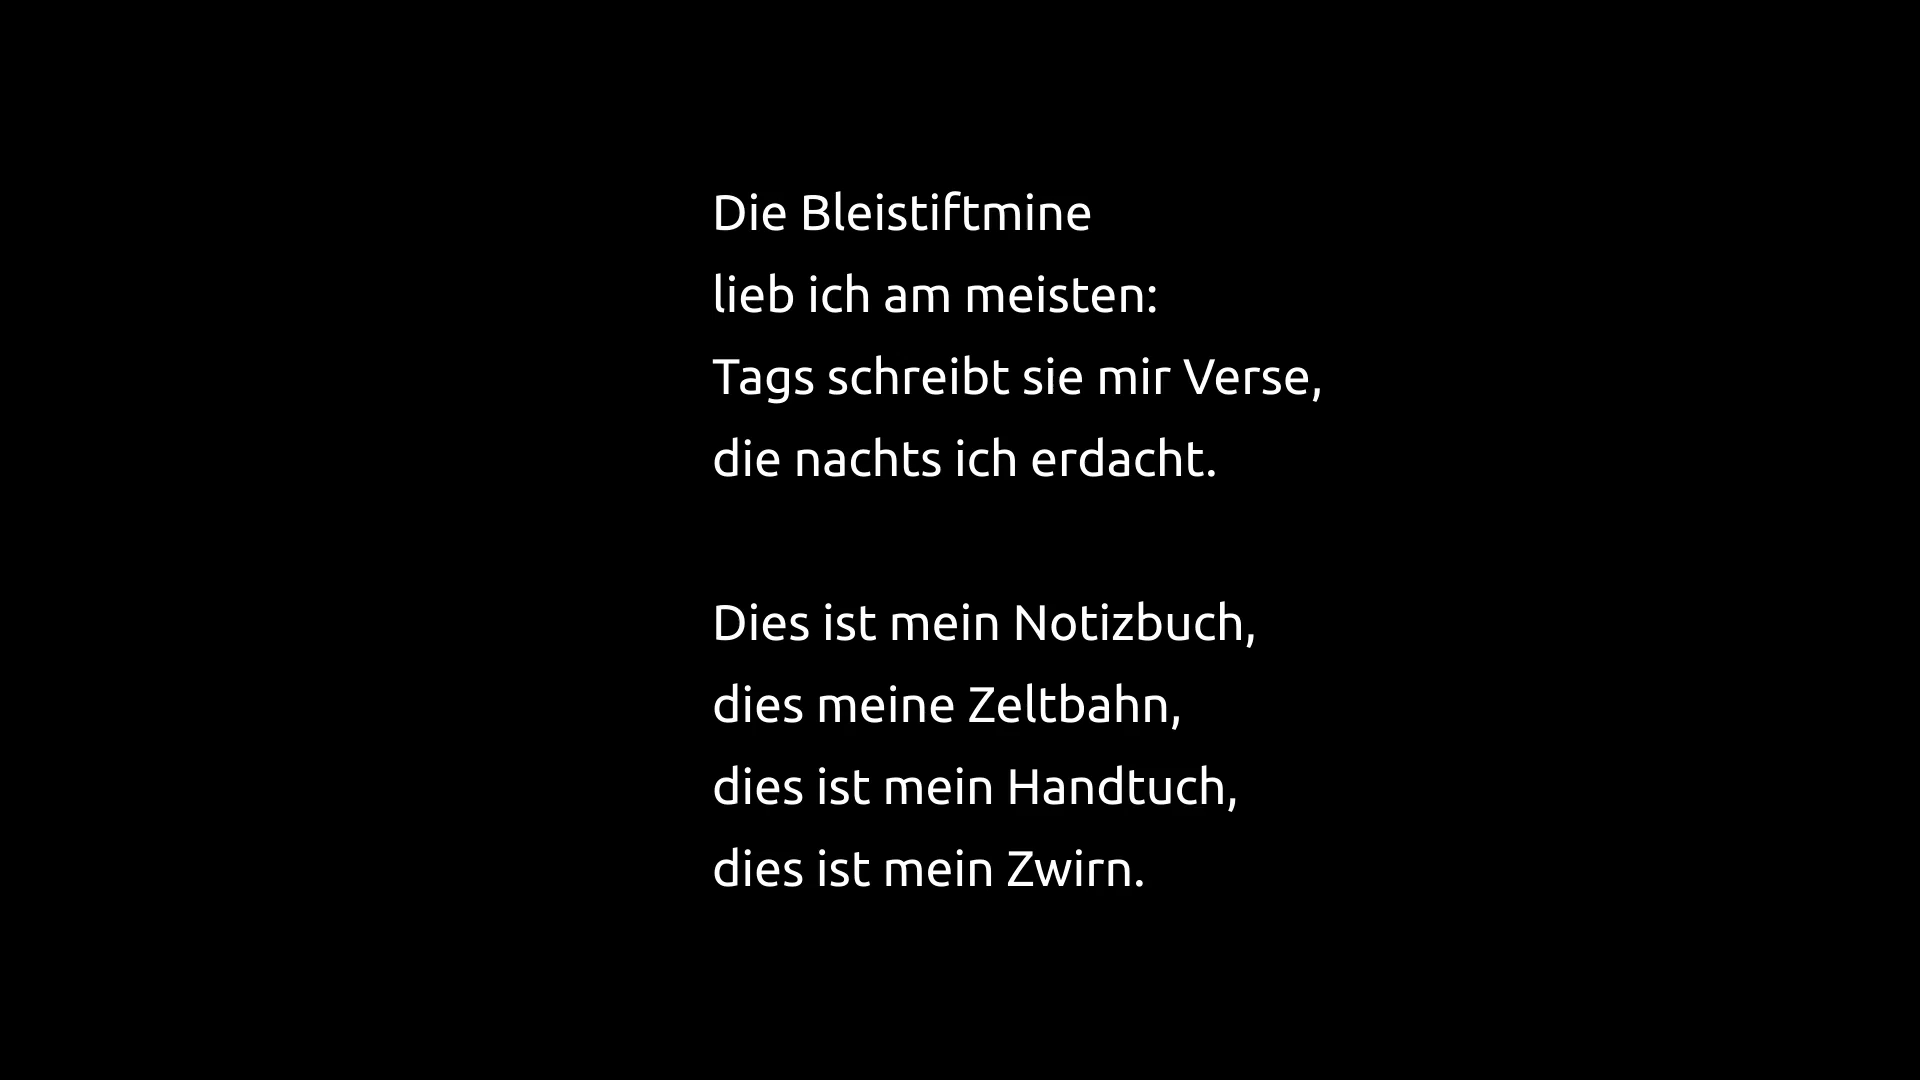 Die Bleistiftmine
lieb ich am meisten:
Tags schreibt sie mir Verse,
die nachts ich erdacht.

Dies ist mein Notizbuch,
dies meine Zeltbahn,
dies ist mein Handtuch,
dies ist mein Zwirn.